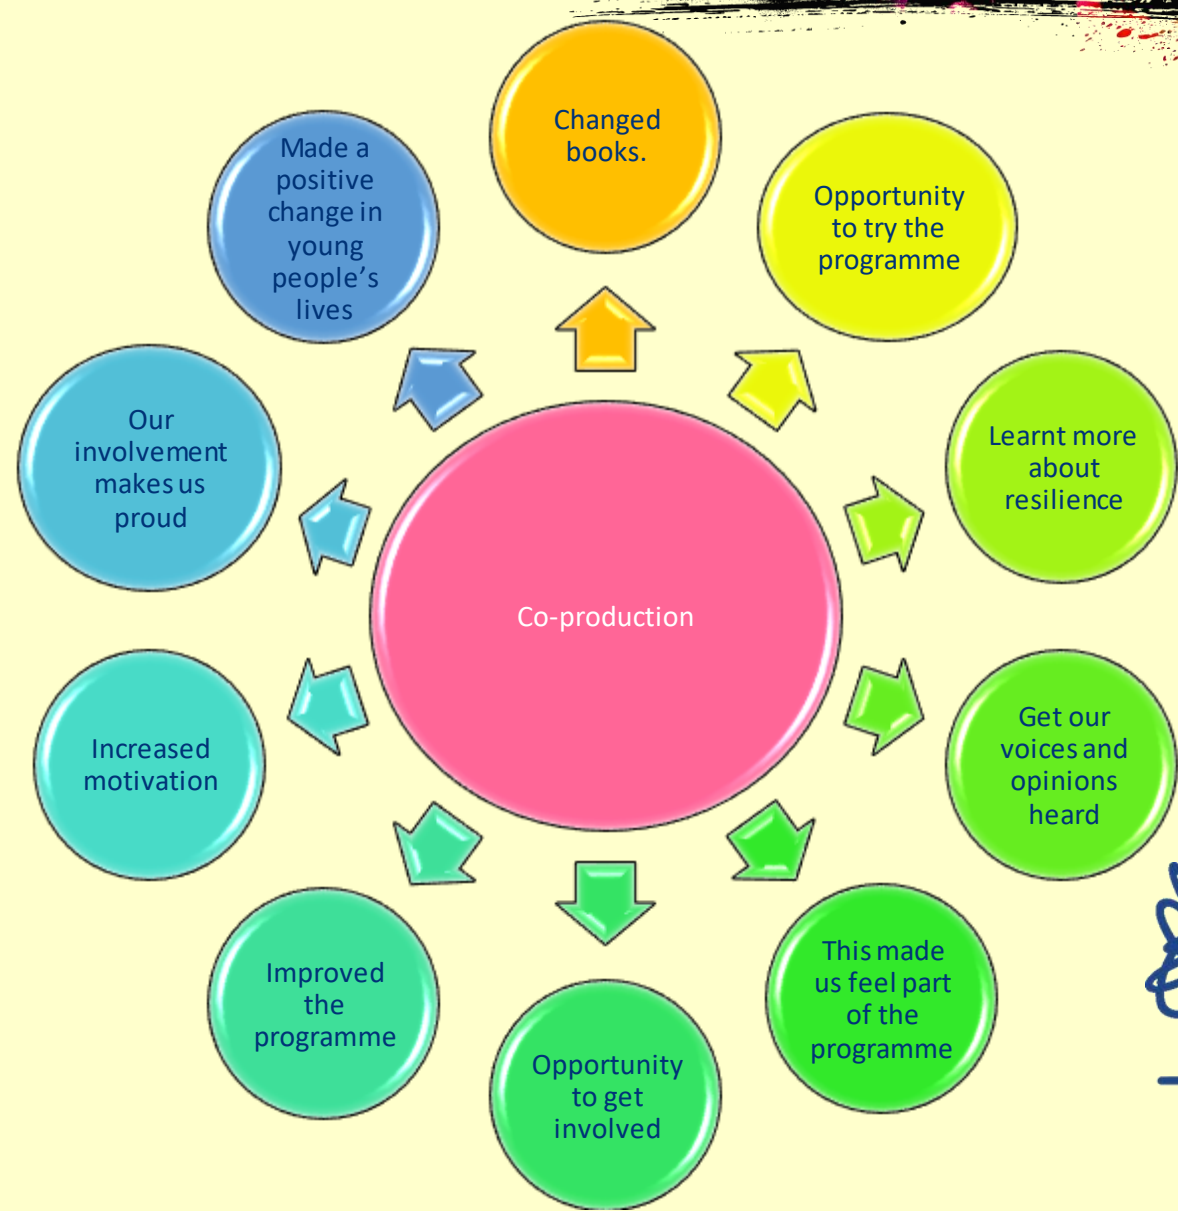 Changed
books.
Opportunity
to try the
programme
Learnt more
about
resilience
Get our
voices and
opinions
heard
This made
us feel part
of the
programme
Opportunity
to get
involved
Improved
the
programme
Increased
motivation
Our
involvement
makes us
proud
Made a
positive
change in
young
people’s
lives
Co-production